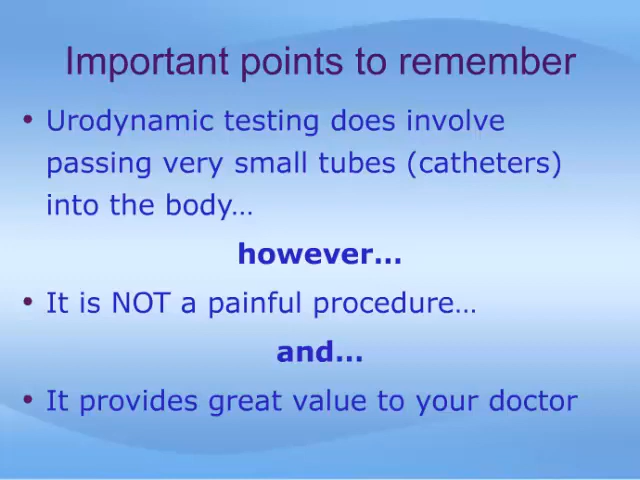 Important points to remember
• Urodynamic testing does involve
passing very small tubes (catheters)
into the body…
however…
• It is NOT a painful procedure…
and…
• It provides great value to your doctor